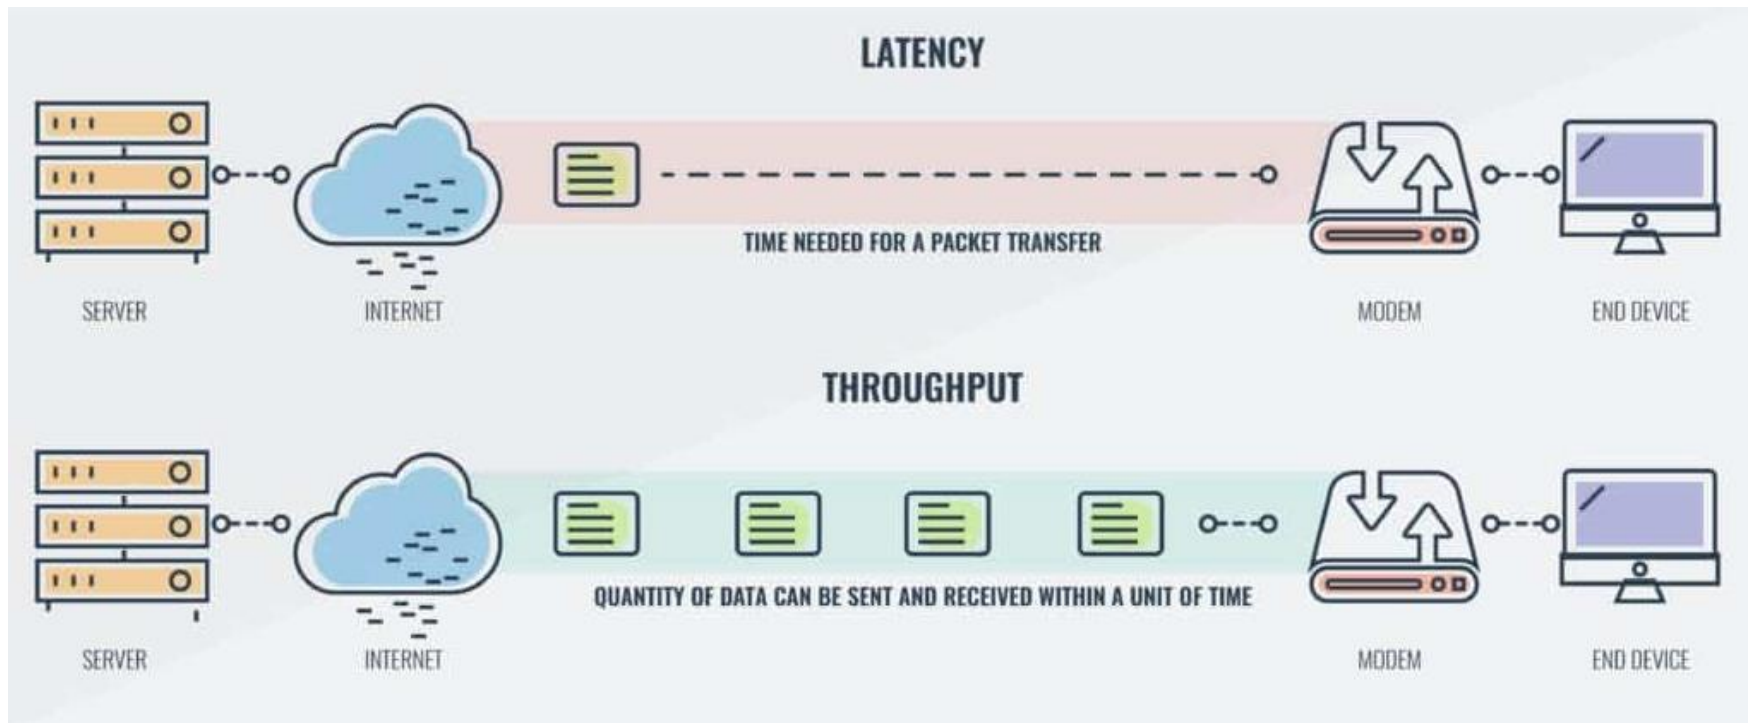 LATENCY
TIME NEEDED FOR A PACKET TRANSFER
SERVER
INTERNET
MODEM
END DEVICE
THROUGHPUT
QUANTITY OF DATA CAN BE SENT AND RECEIVED WITHIN A UNIT OF TIME
SERVER
INTERNET
MODEM
END DEVICE